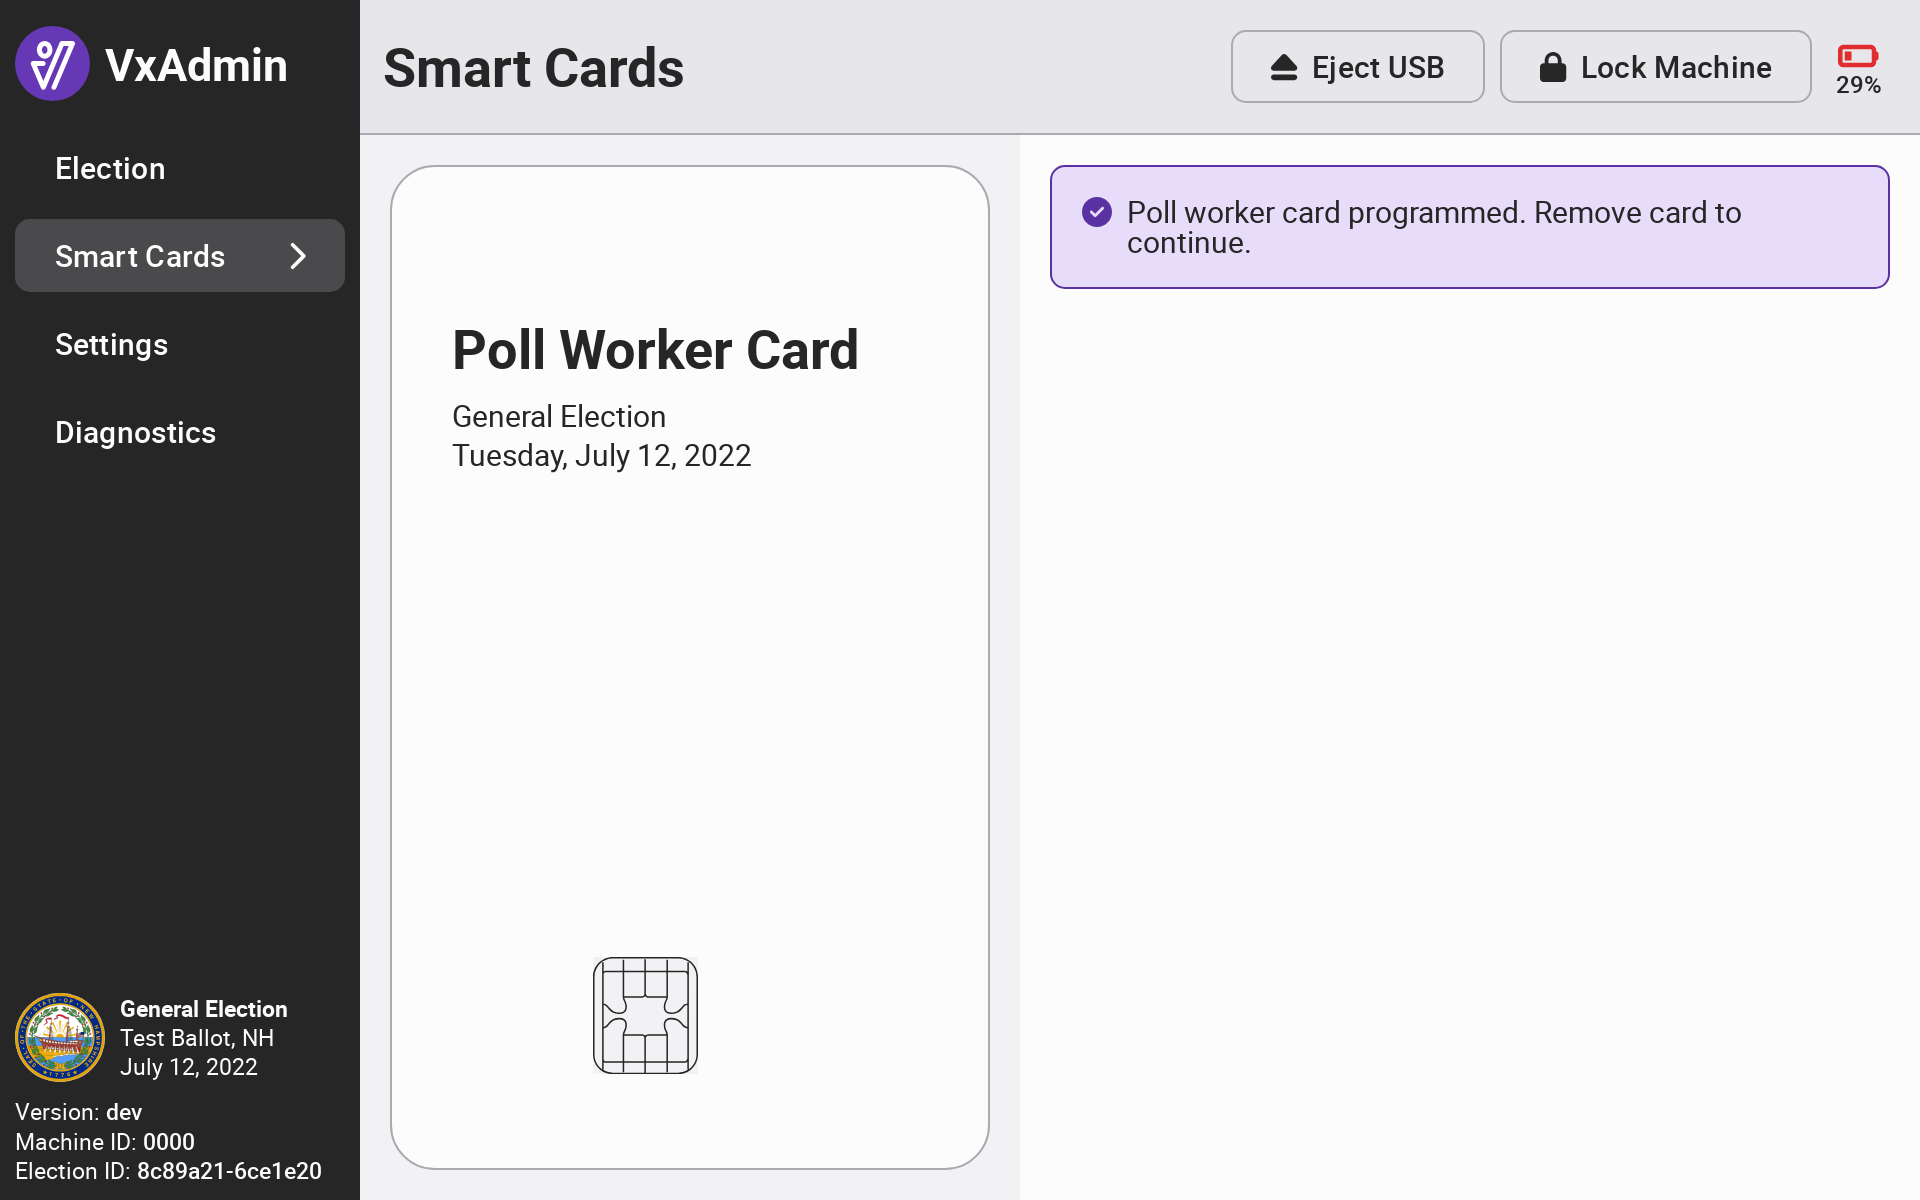 VxAdmin
Election
Smart Cards
Settings
Diagnostics
General Election
Test Ballot, NH
July 12, 2022
Version: dev
Machine ID: 0000
Election ID: 8c89a21-6ce1e20
Smart Cards
Eject USB
Lock Machine
29%
Poll Worker Card
General Election
Tuesday, July 12, 2022
Poll worker card programmed. Remove card to
continue.